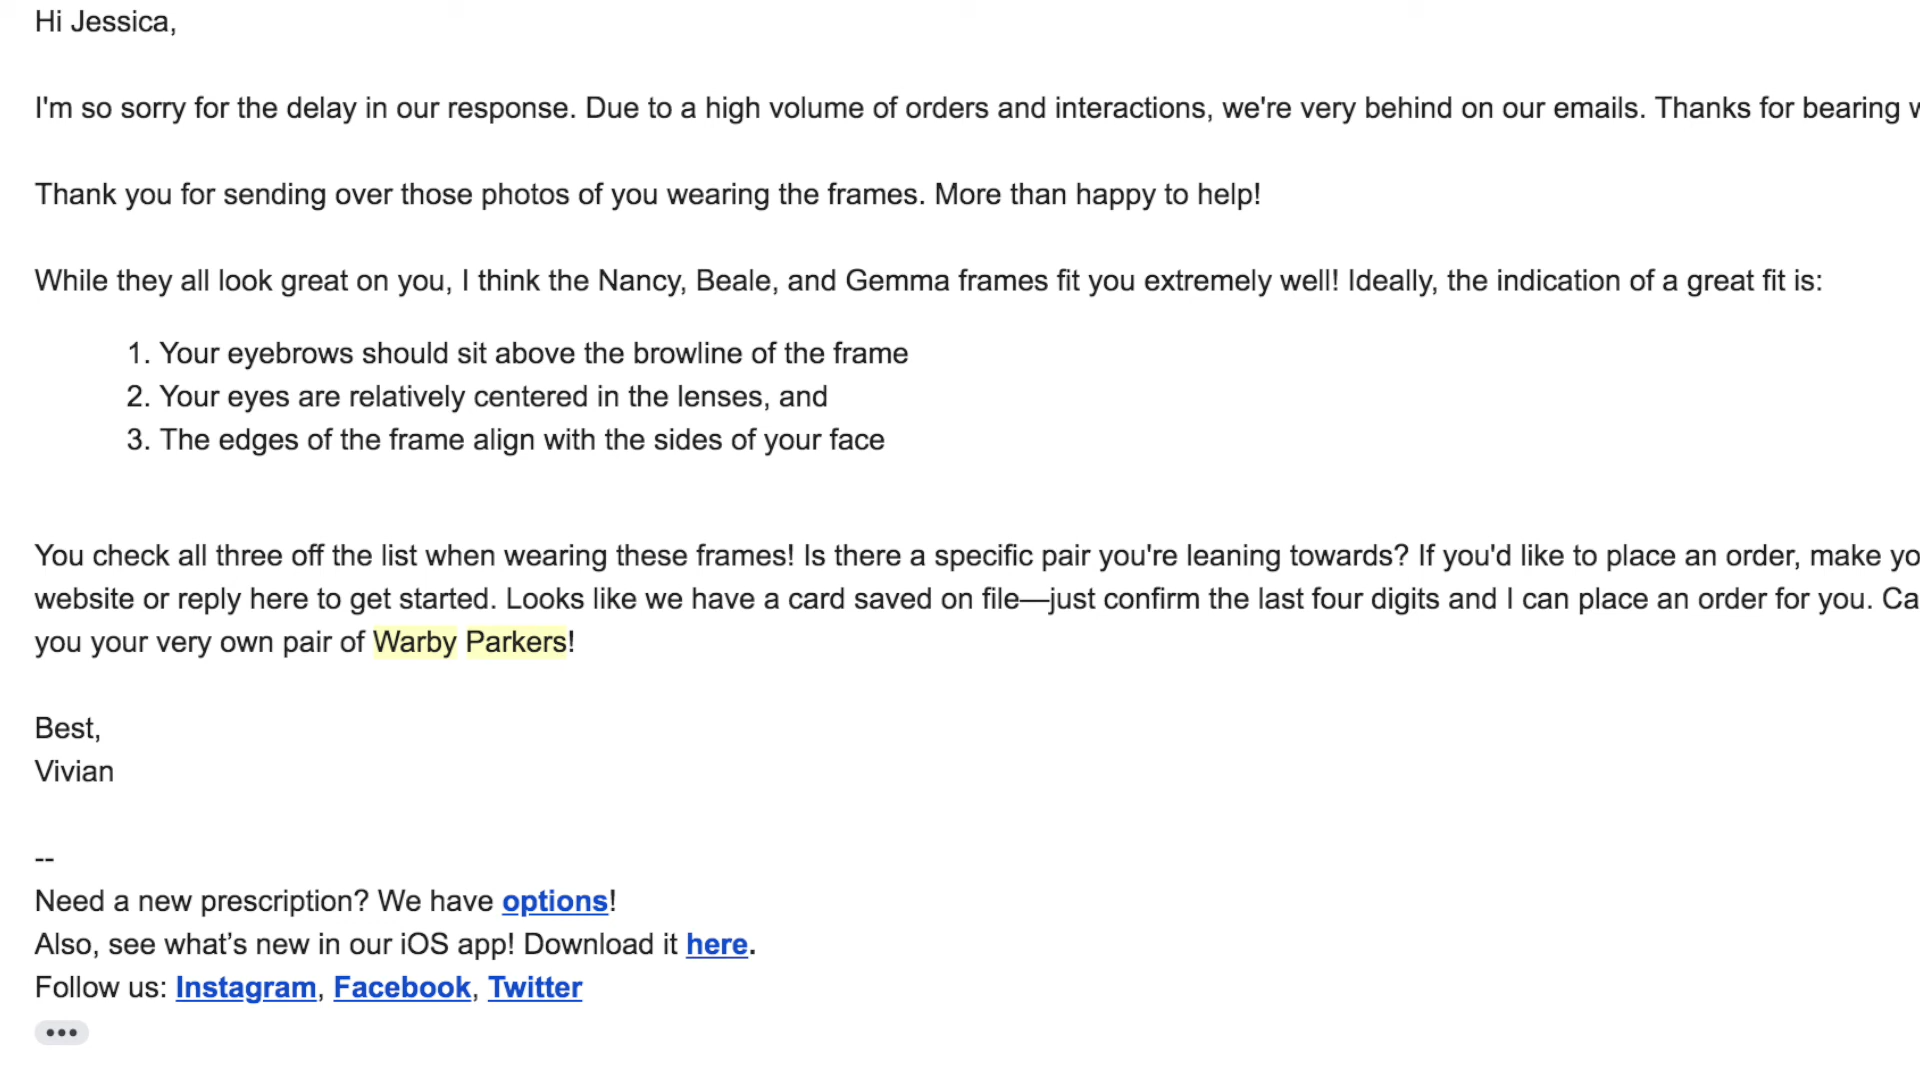 Hi Jessica,
I'm so sorry for the delay in our response. Due to a high volume of orders and interactions, we're very behind on our emails. Thanks for bearing
Thank you for sending over those photos of you wearing the frames. More than happy to help!
While they all look great on you, I think the Nancy, Beale, and Gemma frames fit you extremely well! Ideally, the indication of a great fit is:
1. Your eyebrows should sit above the browline of the frame
2. Your eyes are relatively centered in the lenses, and
3. The edges of the frame align with the sides of your face
You check all three off the list when wearing these frames! Is there a specific pair you're leaning towards? If you'd like to place an order, make
website or reply here to get started. Looks like we have a card saved on file—just confirm the last four digits and I can place an order for you.
you your very own pair of Warby Parkers!
Best,
Vivian
--
Need a new prescription? We have options!
Also, see what’s new in our iOS app! Download it here.
Follow us: Instagram, Facebook, Twitter